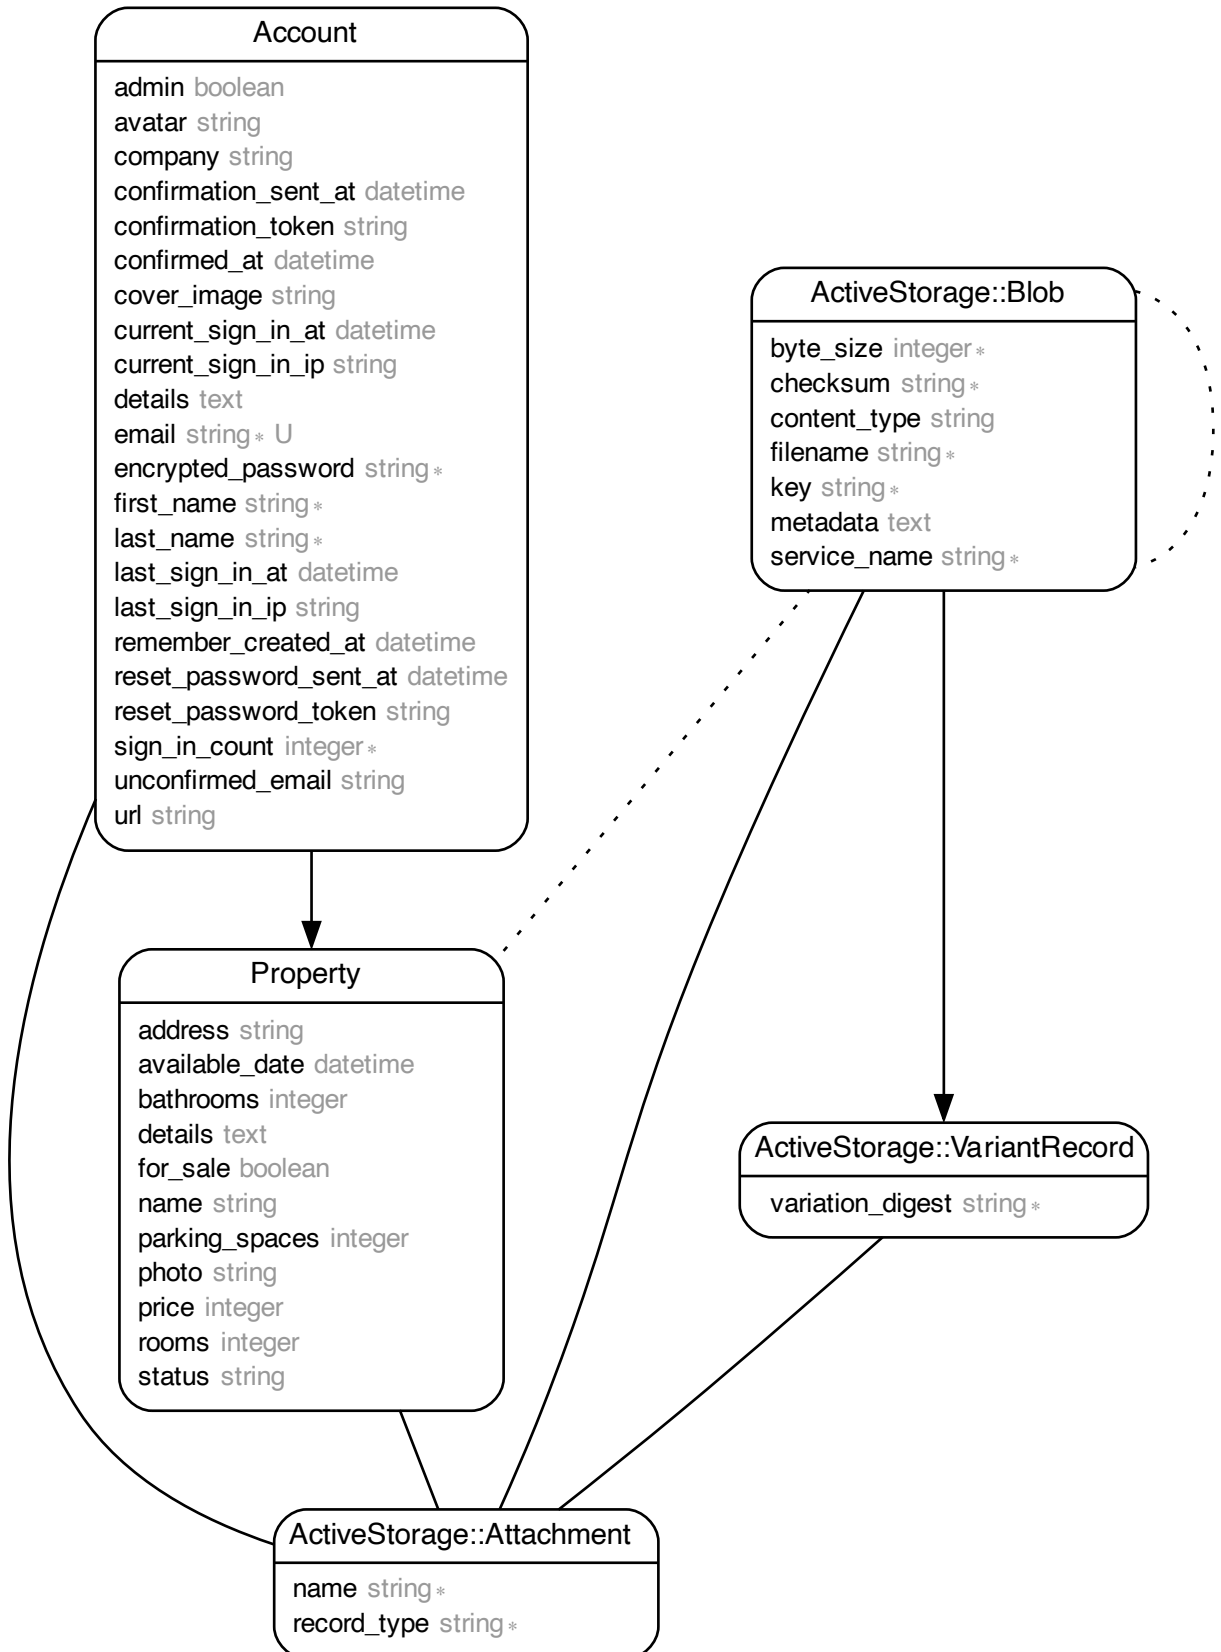 Account
admin boolean
avatar string
company string
confirmation_sent_at datetime
confirmation_token string
confirmed_at datetime
cover_image string
current_sign_in_at datetime
current_sign_in_ip string
details text
email string* U
encrypted_password string*
first_name string*
last_name string*
last_sign_in_at datetime
last_sign_in_ip string
remember_created_at datetime
reset_password_sent_at datetime
reset_password_token string
sign_in_count integer*
unconfirmed_email string
url string
ActiveStorage::Blob
byte_size integer*
checksum string*
content_type string
filename string*
key string*
metadata text
service_name string*
Property
address string
available_date datetime
bathrooms integer
details text
for_sale boolean
name string
parking_spaces integer
photo string
price integer
rooms integer
status string
ActiveStorage::VariantRecord
variation_digest string*
ActiveStorage::Attachment
name string*
record_type string*